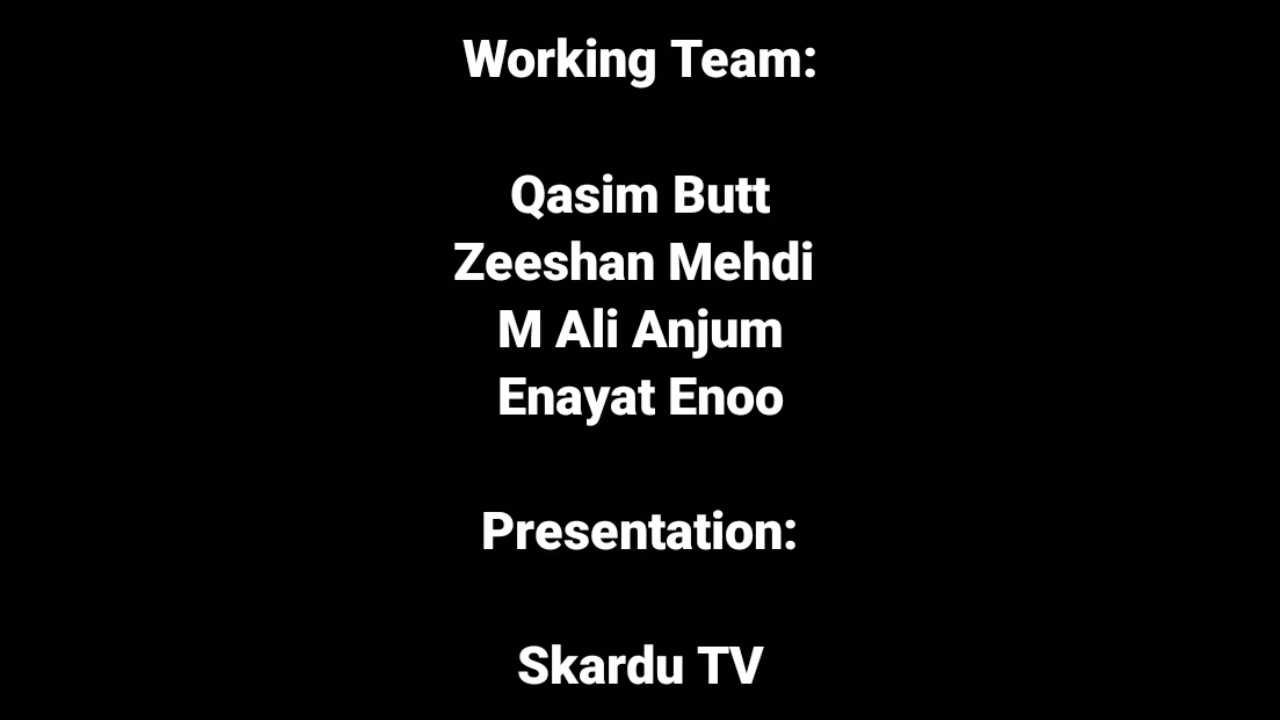 Working Team:
Qasim Butt
Zeeshan Mehdi
M Ali Anjum
Enayat Enoo
Presentation:
Skardu TV